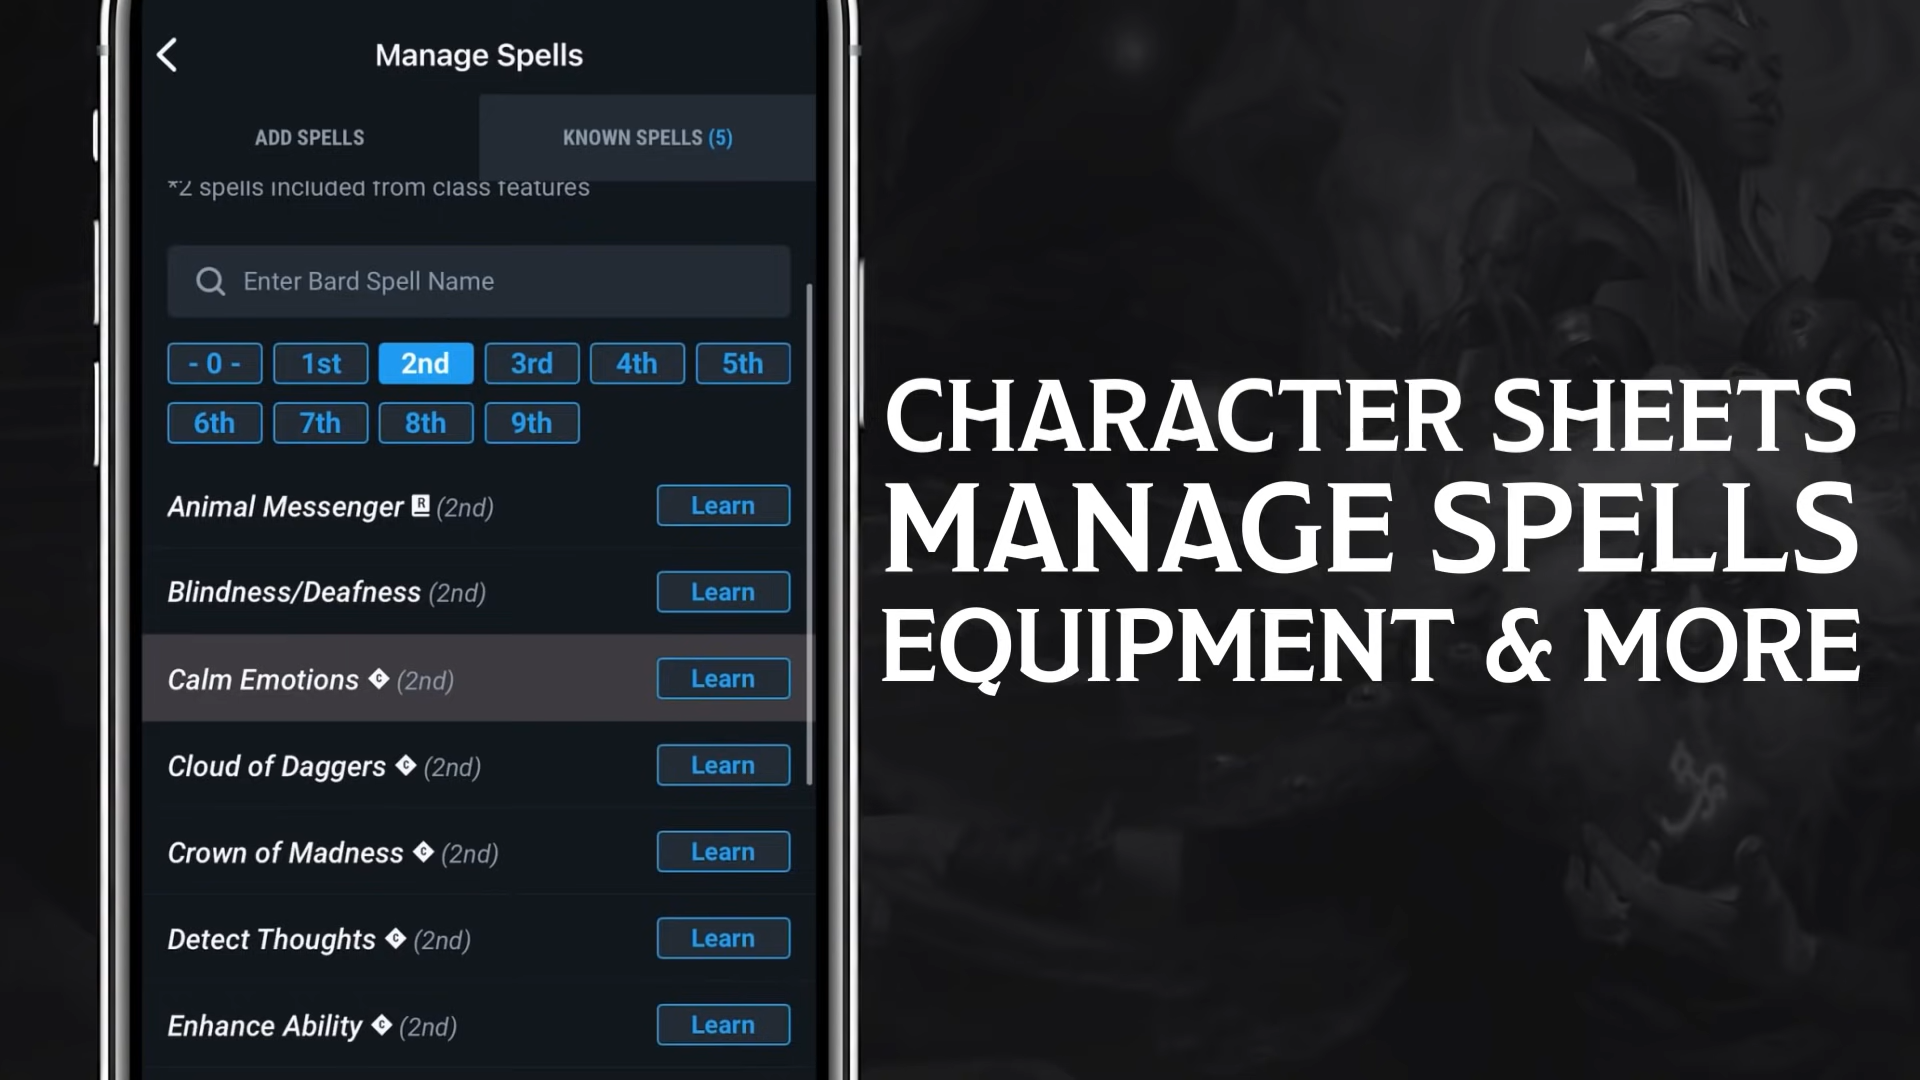 Manage Spells
ADD SPELLS
KNOWN SPELLS (5)
*2 spells included from class features
Enter Bard Spell Name
- 0 - 1st 2nd 3rd 4th 5th
6th 7th 8th 9th
Animal Messenger R (2nd) Learn
Blindness/Deafness (2nd) Learn
Calm Emotions C (2nd) Learn
Cloud of Daggers C (2nd) Learn
Crown of Madness C (2nd) Learn
Detect Thoughts C (2nd) Learn
Enhance Ability C (2nd) Learn
CHARACTER SHEETS
MANAGE SPELLS
EQUIPMENT & MORE